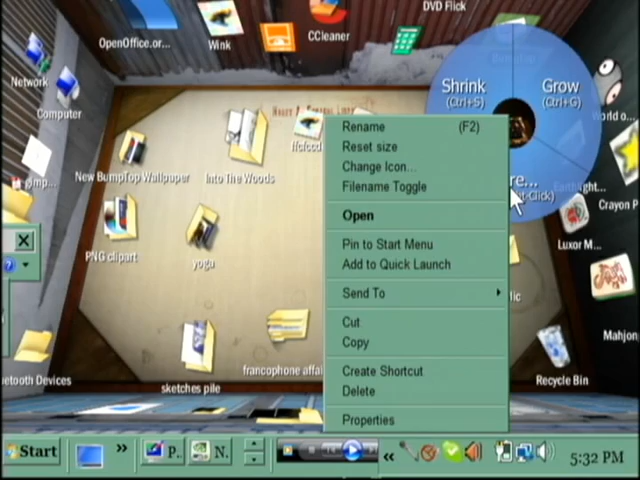 DVD Flick
OpenOffice.or...
Wink
CCleaner
Shrink
(Ctrl+S)
Grow
(Ctrl+G)
Network
Computer
Rename (F2)
Reset size
Change Icon...
Filename Toggle
Open
Pin to Start Menu
Add to Quick Launch
Send To
Cut
Copy
Create Shortcut
Delete
Properties
New BumpTop Wallpaper
Into The Woods
PNG clipart
yoga
Crayon P
Luxor M...
Mahjon
francophone affai
sketches pile
Recycle Bin
Start
P..
N.
5:32 PM